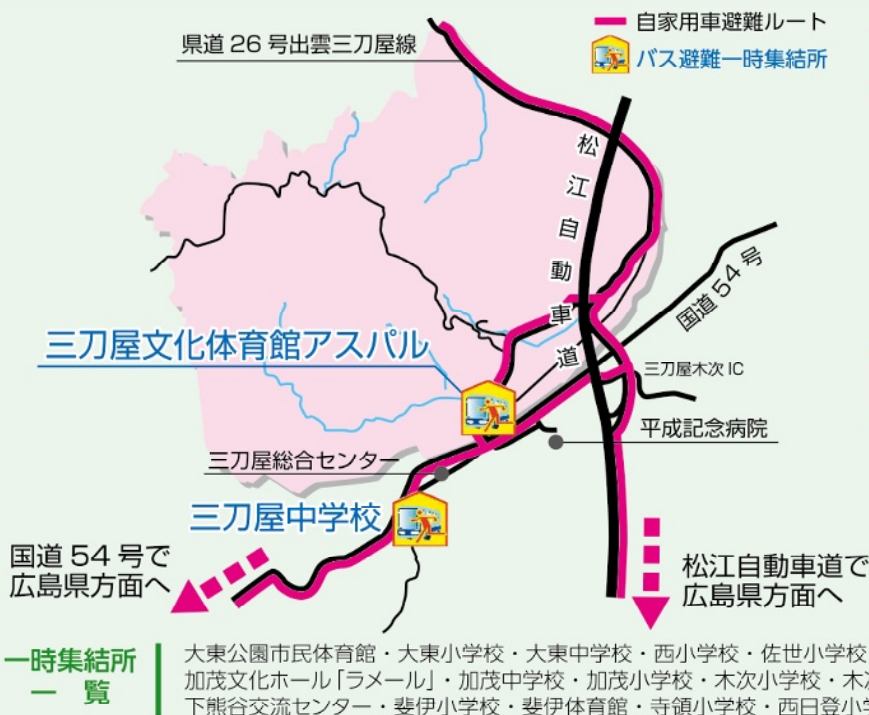 自家用車避難ルート
バス避難一時集結所
県道 26 号出雲三刀屋線
松江自動車道
国道 54 号
三刀屋文化体育館アスパル
三刀屋木次 IC
平成記念病院
三刀屋総合センター
三刀屋中学校
国道 54 号で
広島県方面へ
松江自動車道で
広島県方面へ
一時集結所
一 覧
大東公園市民体育館・大東小学校・大東中学校・西小学校・佐世小学校
加茂文化ホール「ラメール」・加茂中学校・加茂小学校・木次小学校・木
下熊谷交流センター・斐伊小学校・斐伊体育館・寺領小学校・西日登小